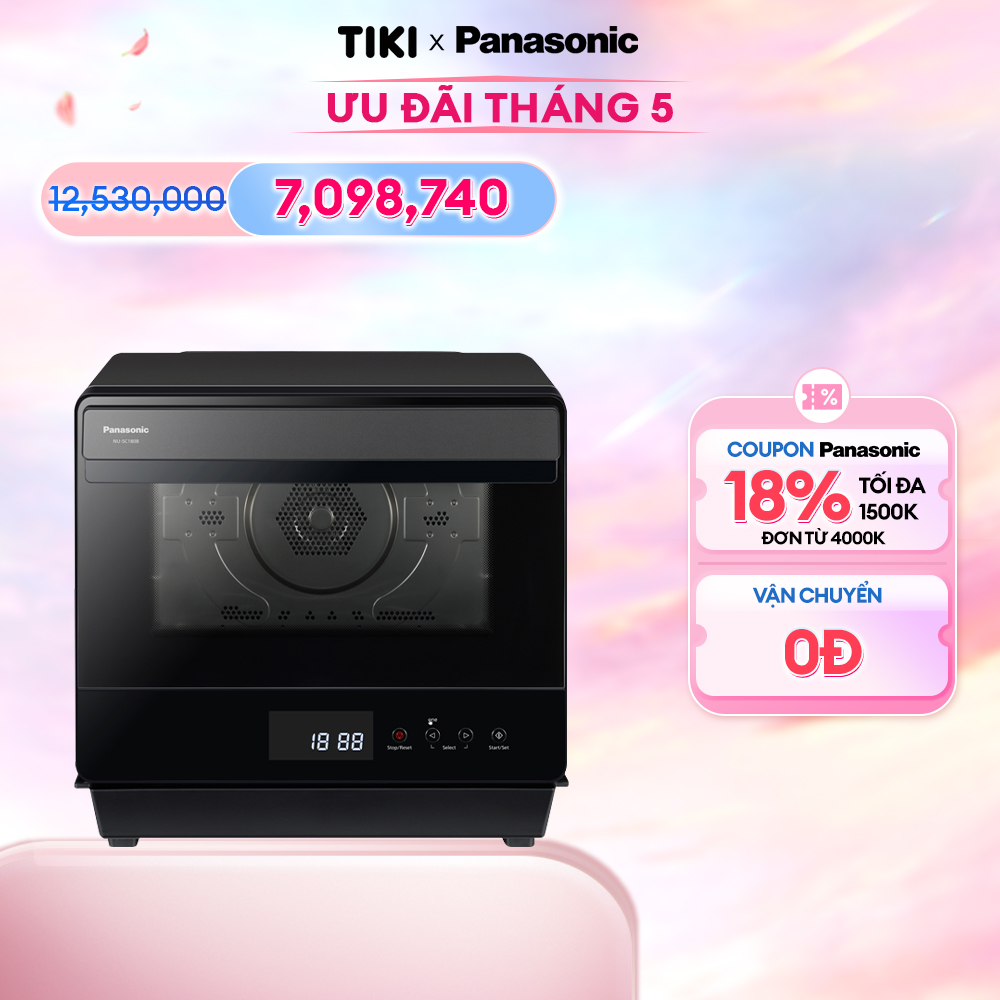 TIKI x Panasonic
ƯU ĐÃI THÁNG 5
12,530,000 7,098,740
Panasonic
COUPON Panasonic
18% TỐI ĐA 1500K
ĐƠN TỪ 4000K
VẬN CHUYỂN
0Đ
18 88
Stop/Reset Select Start/Set